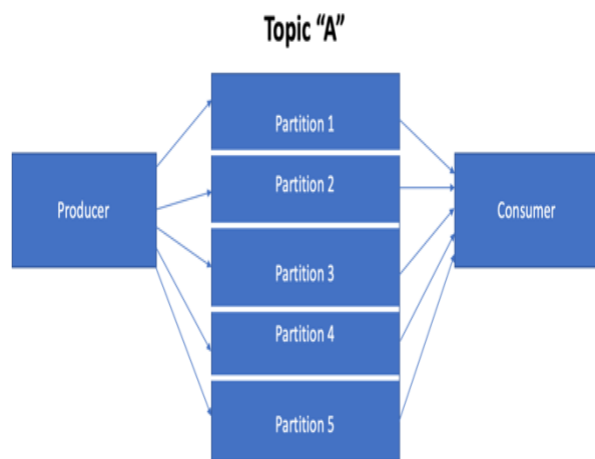 Topic “A”
Partition 1
Partition 2
Producer
Consumer
Partition 3
Partition 4
Partition 5